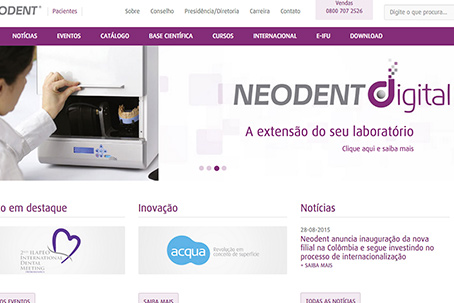 ODENT®
Pacientes
Sobre Conselho Presidência/Diretoria Carreira Contato
Vendas
0800 707 2526
Digite o que procura...
NOTÍCIAS EVENTOS CATÁLOGO BASE CIENTÍFICA CURSOS INTERNACIONAL E-IFU DOWNLOAD
NEODENT digital
A extensão do seu laboratório
Clique aqui e saiba mais
o em destaque
Inovação
Notícias
2nd ILAPEO
INTERNATIONAL
DENTAL
MEETING
acqua
Revolução em
conceito de superfície
28-08-2015
Neodent anuncia inauguração da nova
filial na Colômbia e segue investindo no
processo de internacionalização
+ SAIBA MAIS
OS EVENTOS
SAIBA MAIS
TODAS AS NOTÍCIAS